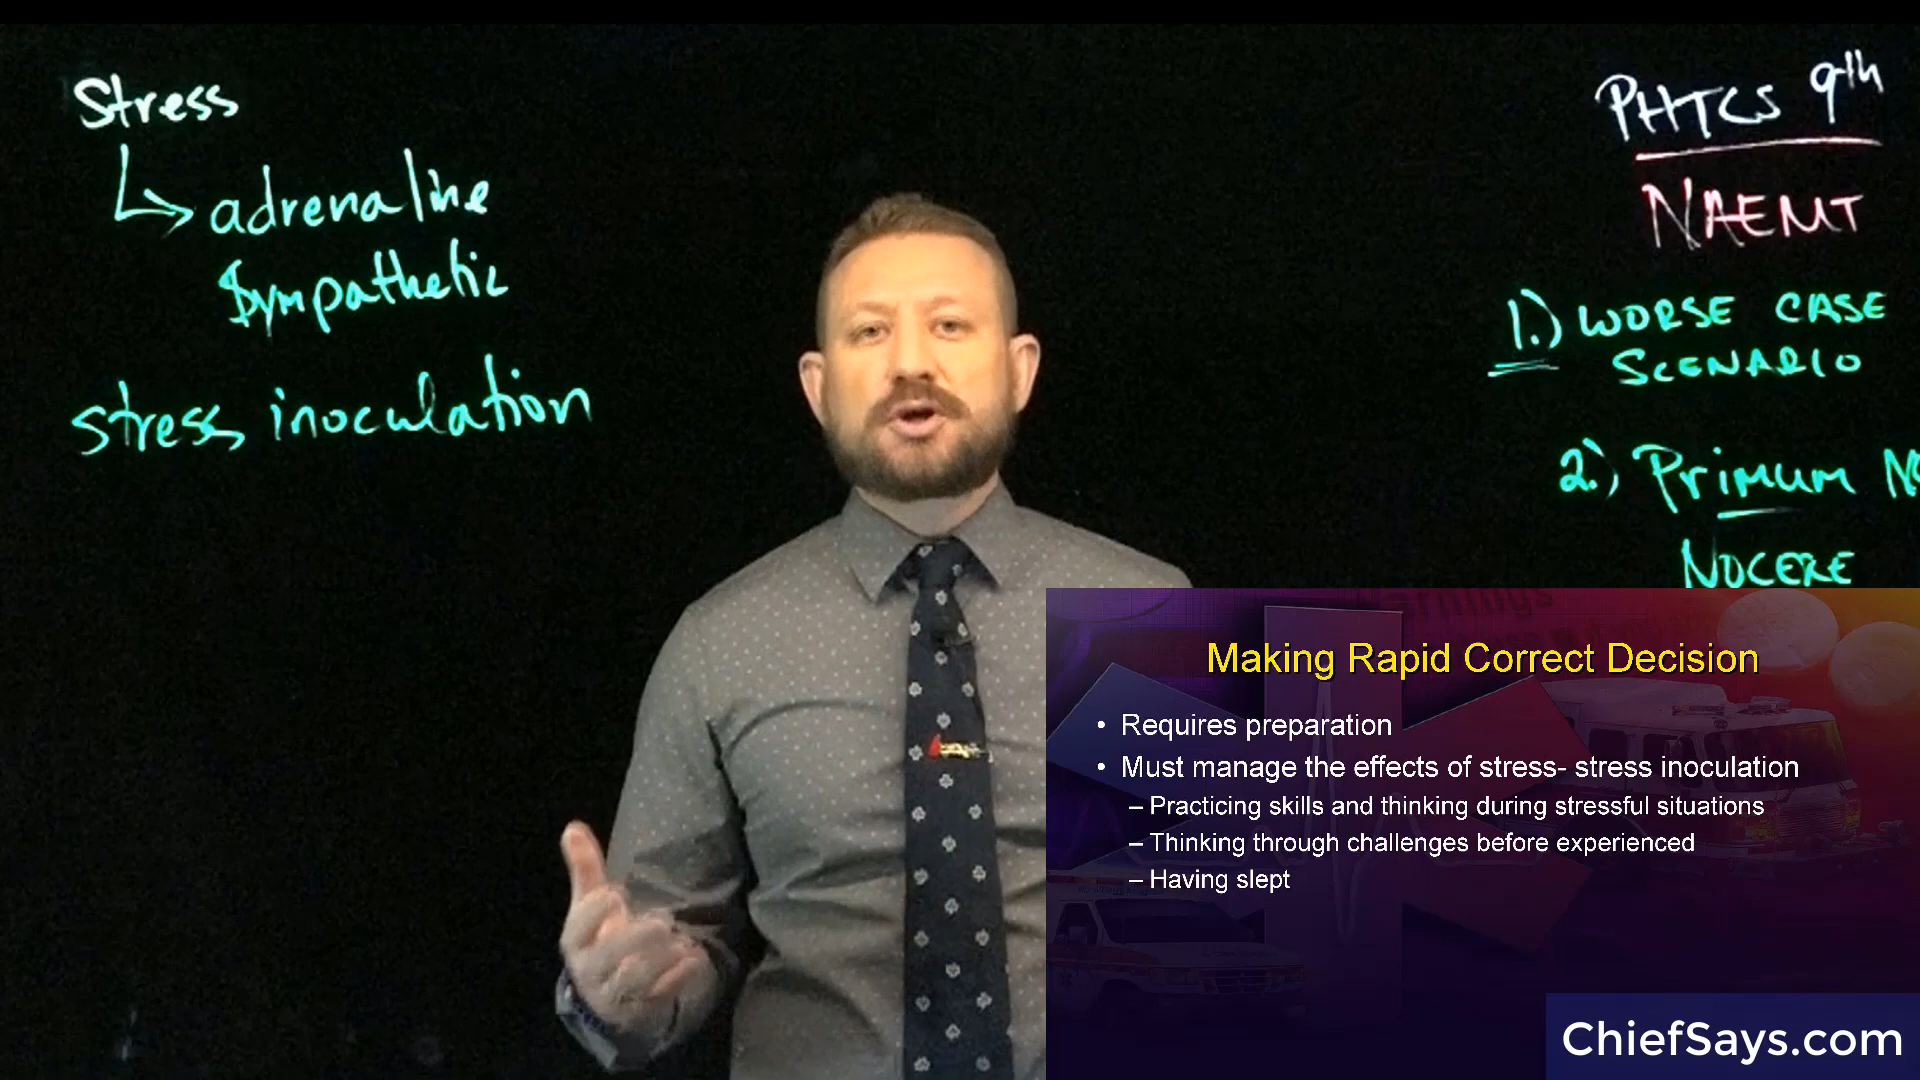 Stress
↳ adrenaline
Sympathetic
stress inoculation
PHTCS 9th
NAEMT
1.) WORSE CASE
SCENARIO
2.) Primum
NOCERE
Making Rapid Correct Decision
• Requires preparation
• Must manage the effects of stress- stress inoculation
– Practicing skills and thinking during stressful situations
– Thinking through challenges before experienced
– Having slept
ChiefSays.com